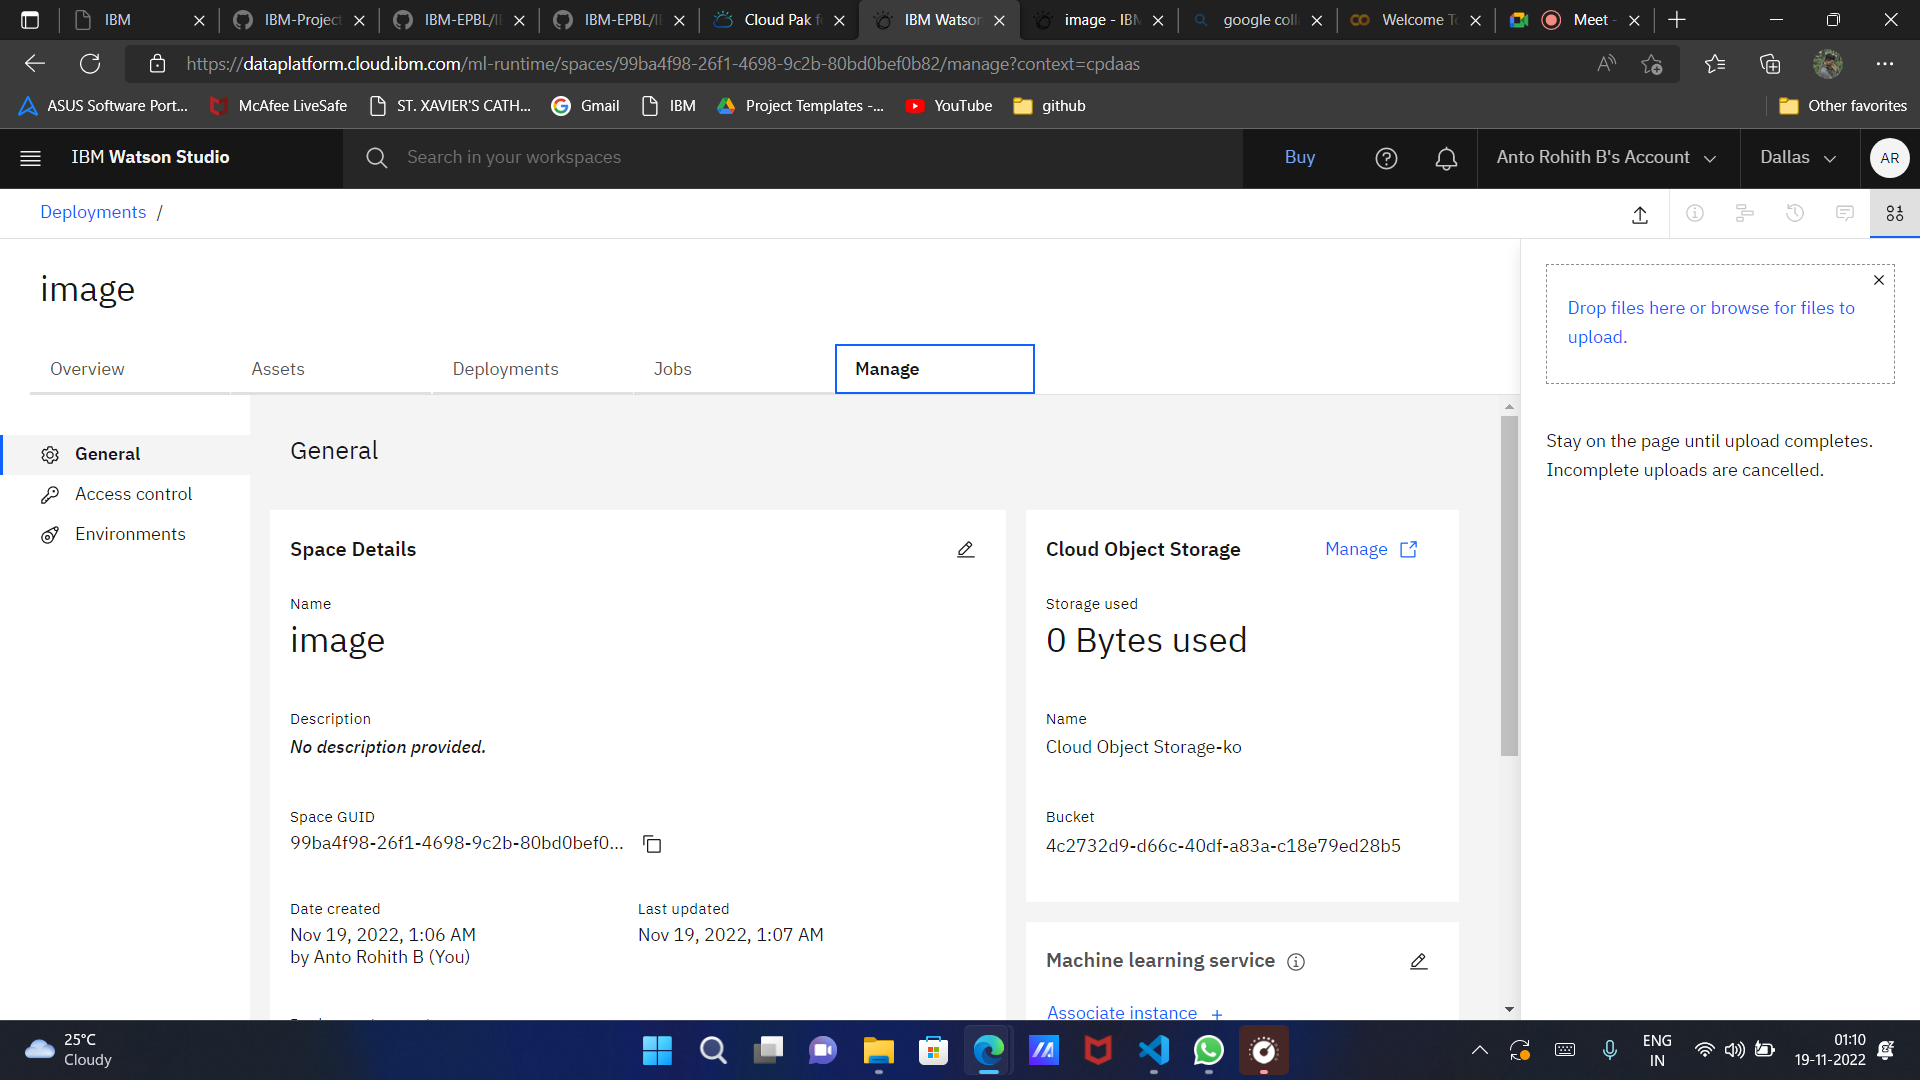 IBM
IBM-Project
IBM-EPBL/I
IBM-EPBL/I
Cloud Pak f
IBM Watson
image - IBM
google coll
Welcome To
Meet -
https://dataplatform.cloud.ibm.com/ml-runtime/spaces/99ba4f98-26f1-4698-9c2b-80bd0bef0b82/manage?context=cpdaas
ASUS Software Port...
McAfee LiveSafe
ST. XAVIER'S CATH...
Gmail
IBM
Project Templates -...
YouTube
github
Other favorites
IBM Watson Studio
Search in your workspaces
Buy
Anto Rohith B's Account
Dallas
AR
Deployments /
image
Drop files here or browse for files to
upload.
Overview
Assets
Deployments
Jobs
Manage
Stay on the page until upload completes.
Incomplete uploads are cancelled.
General
Access control
Environments
General
Space Details
Name
image
Description
No description provided.
Space GUID
99ba4f98-26f1-4698-9c2b-80bd0bef0...
Date created
Nov 19, 2022, 1:06 AM
by Anto Rohith B (You)
Last updated
Nov 19, 2022, 1:07 AM
Cloud Object Storage
Manage
Storage used
0 Bytes used
Name
Cloud Object Storage-ko
Bucket
4c2732d9-d66c-40df-a83a-c18e79ed28b5
Machine learning service
Associate instance +
25°C
Cloudy
ENG
IN
01:10
19-11-2022